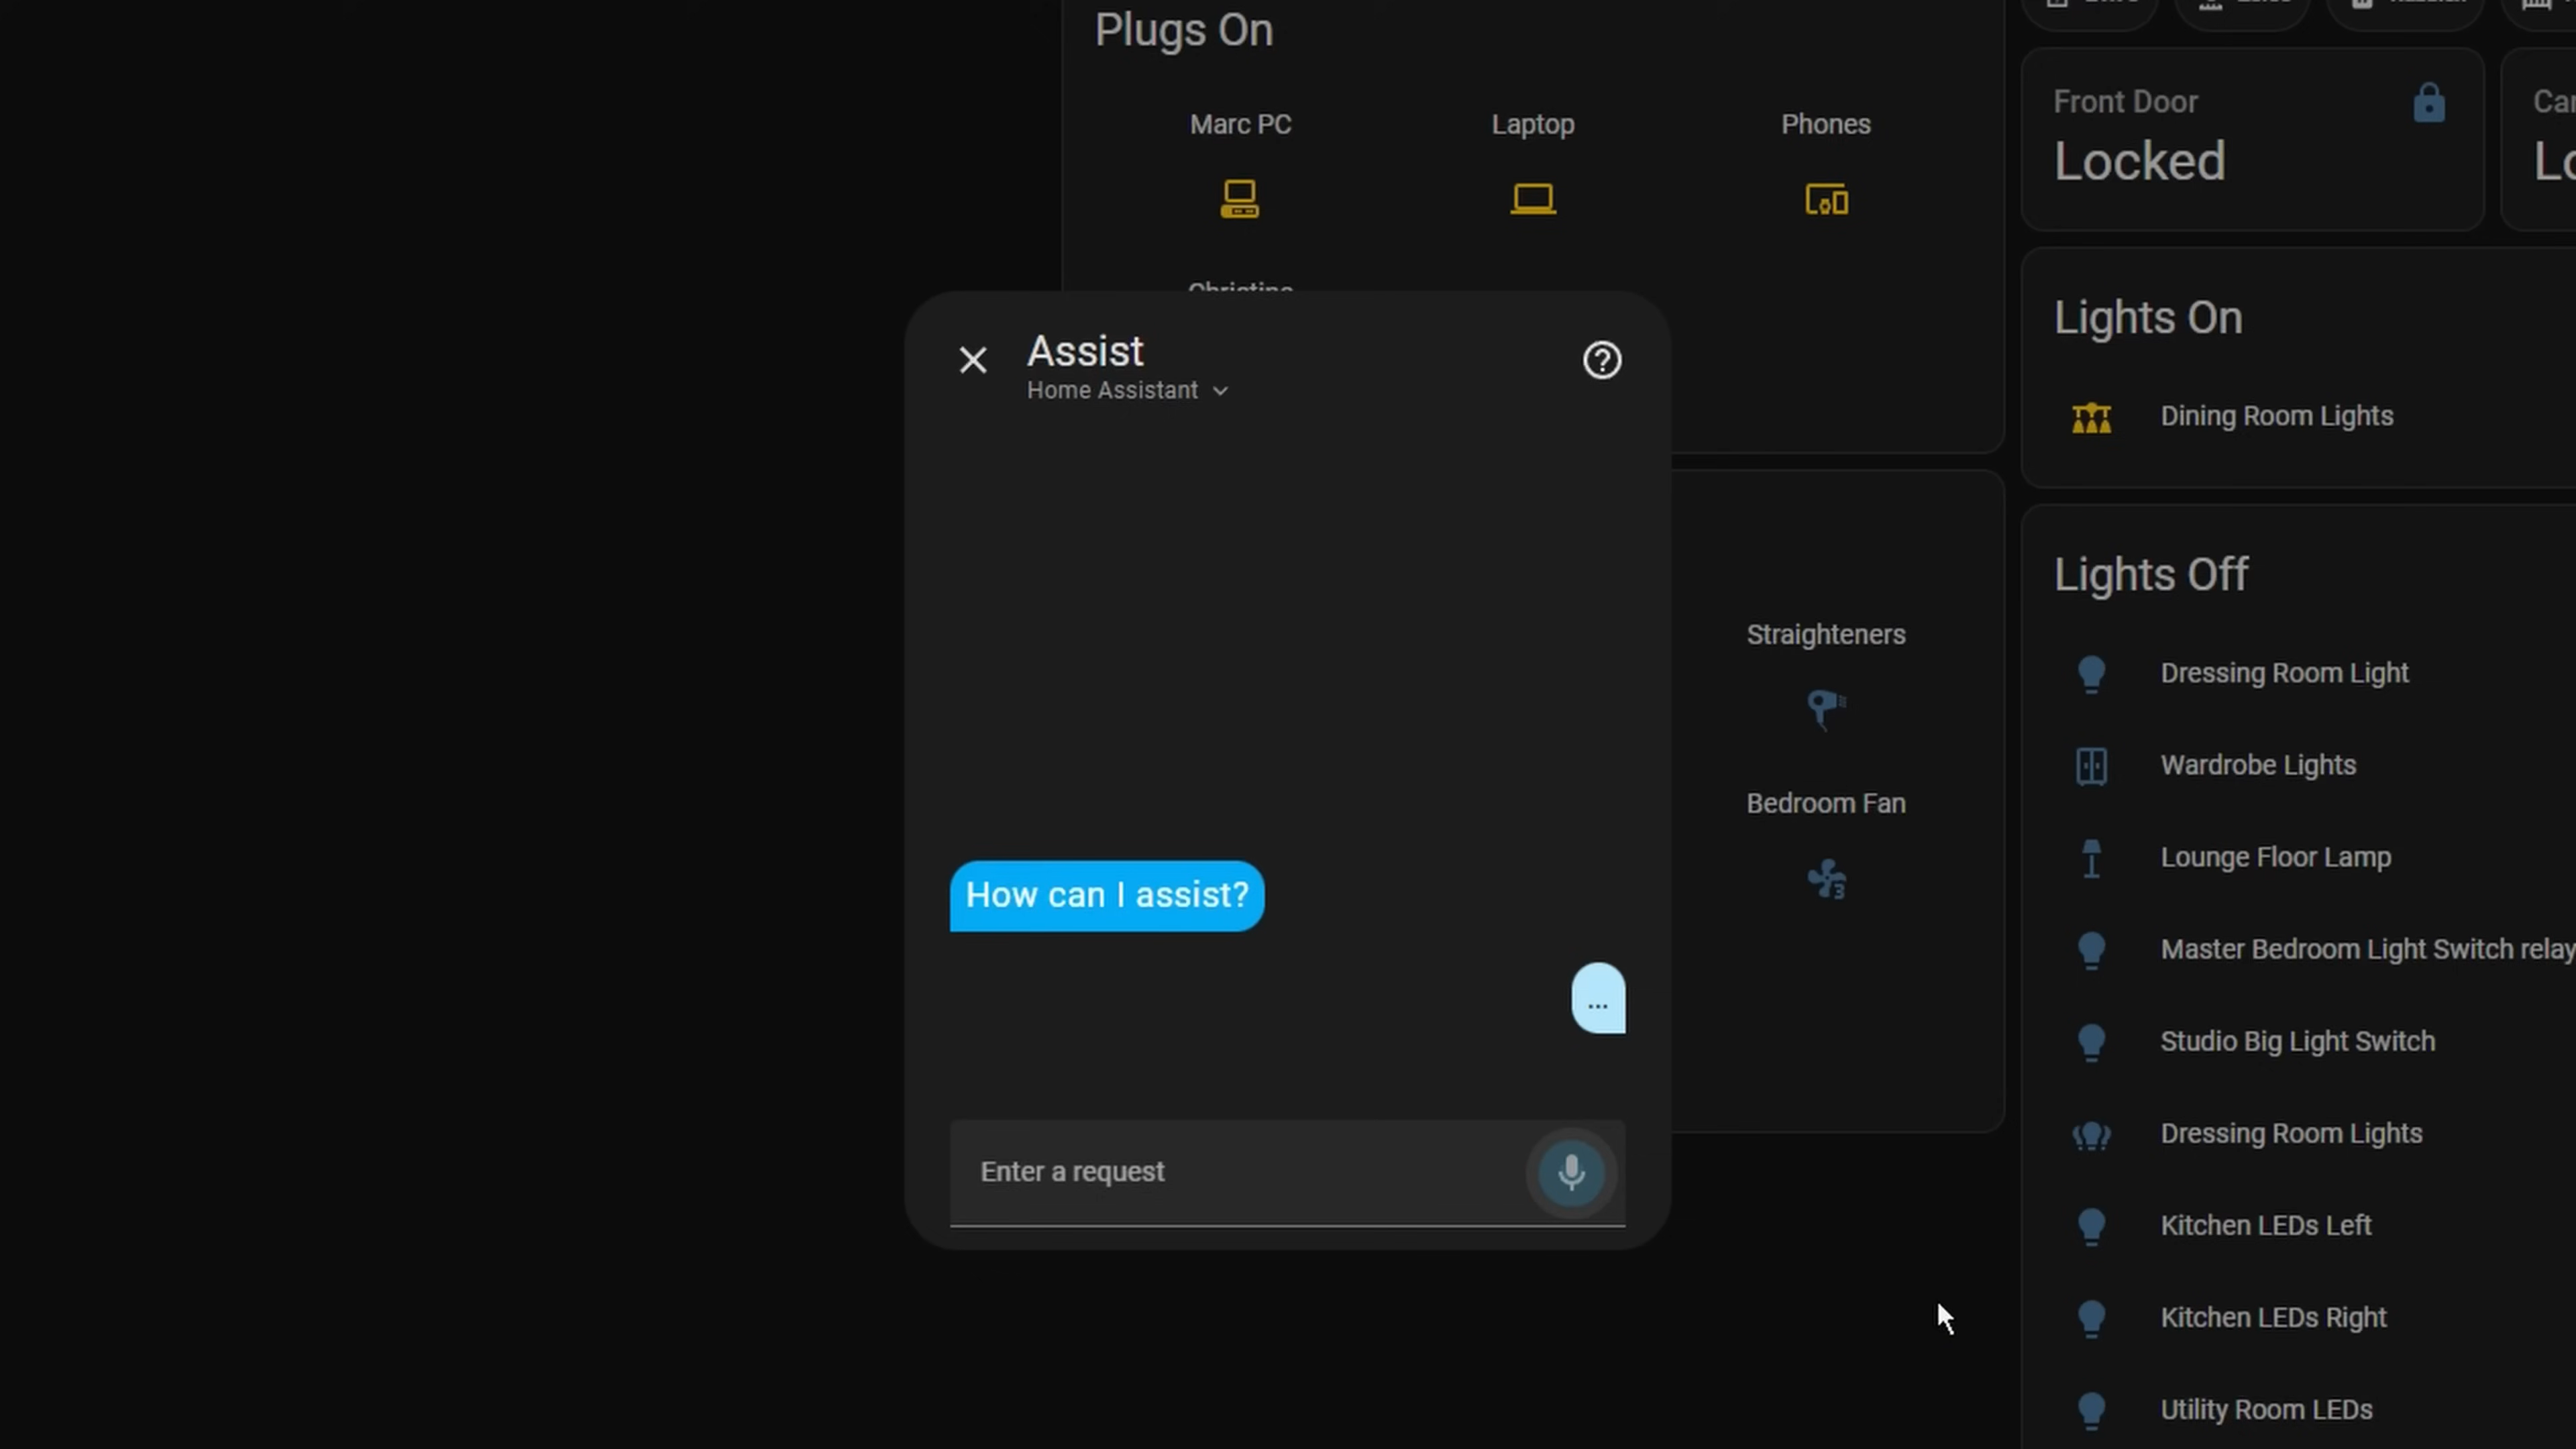 Plugs On
Marc PC
Laptop
Phones
Front Door
Locked
Lights On
Dining Room Lights
Assist
Home Assistant
How can I assist?
...
Enter a request
Straighteners
Bedroom Fan
3
Lights Off
Dressing Room Light
Wardrobe Lights
Lounge Floor Lamp
Master Bedroom Light Switch relay
Studio Big Light Switch
Dressing Room Lights
Kitchen LEDs Left
Kitchen LEDs Right
Utility Room LEDs